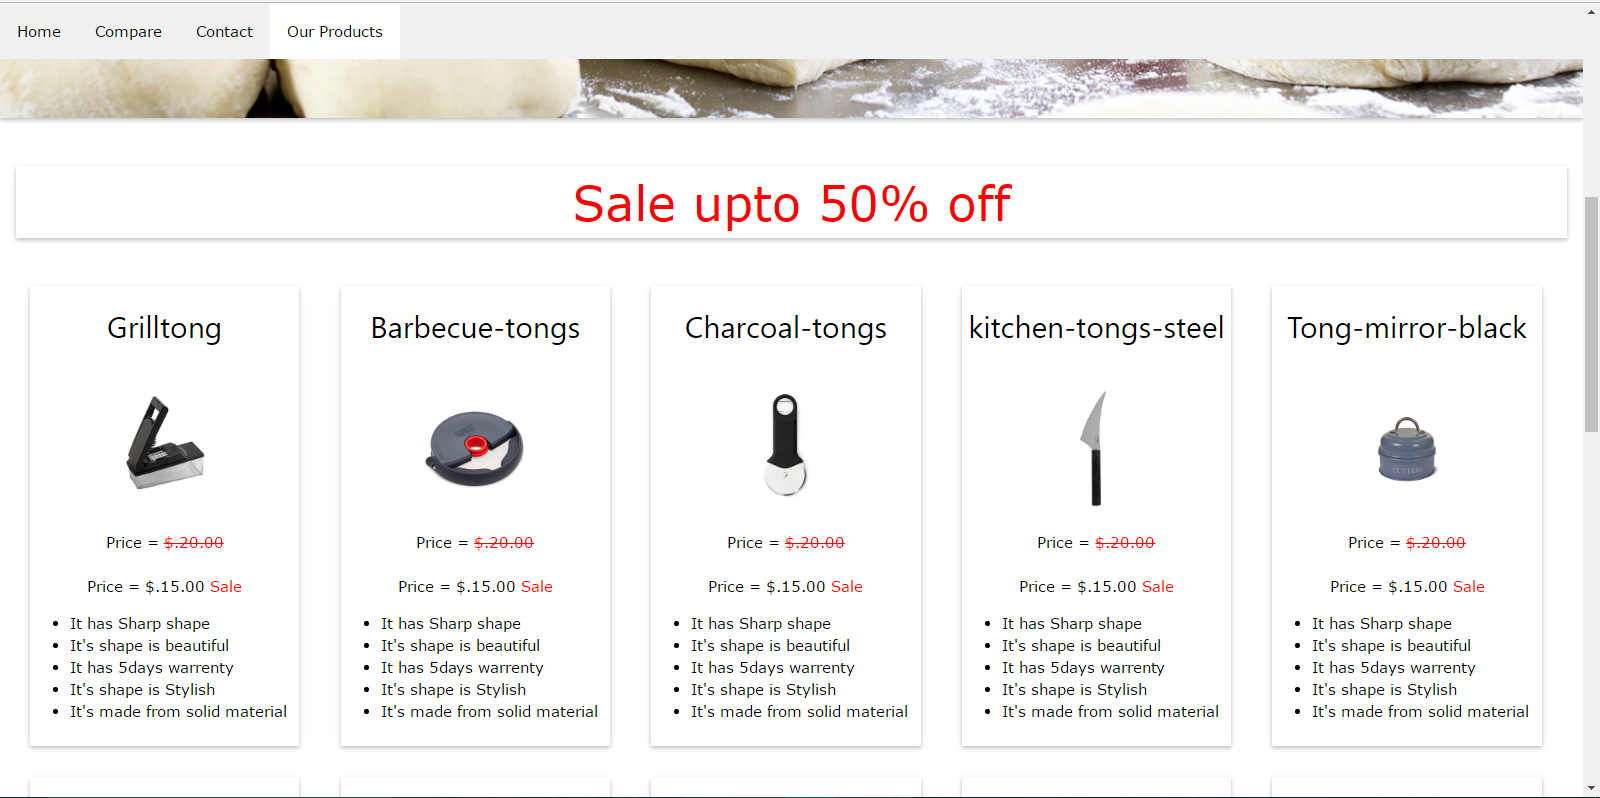 Home Compare Contact Our Products
Sale upto 50% off
Grilltong
Price = $.20.00
Price = $.15.00 Sale
It has Sharp shape
It's shape is beautiful
It has 5days warrenty
It's shape is Stylish
It's made from solid material
Barbecue-tongs
Price = $.20.00
Price = $.15.00 Sale
It has Sharp shape
It's shape is beautiful
It has 5days warrenty
It's shape is Stylish
It's made from solid material
Charcoal-tongs
Price = $.20.00
Price = $.15.00 Sale
It has Sharp shape
It's shape is beautiful
It has 5days warrenty
It's shape is Stylish
It's made from solid material
kitchen-tongs-steel
Price = $.20.00
Price = $.15.00 Sale
It has Sharp shape
It's shape is beautiful
It has 5days warrenty
It's shape is Stylish
It's made from solid material
Tong-mirror-black
CUTTERS
Price = $.20.00
Price = $.15.00 Sale
It has Sharp shape
It's shape is beautiful
It has 5days warrenty
It's shape is Stylish
It's made from solid material